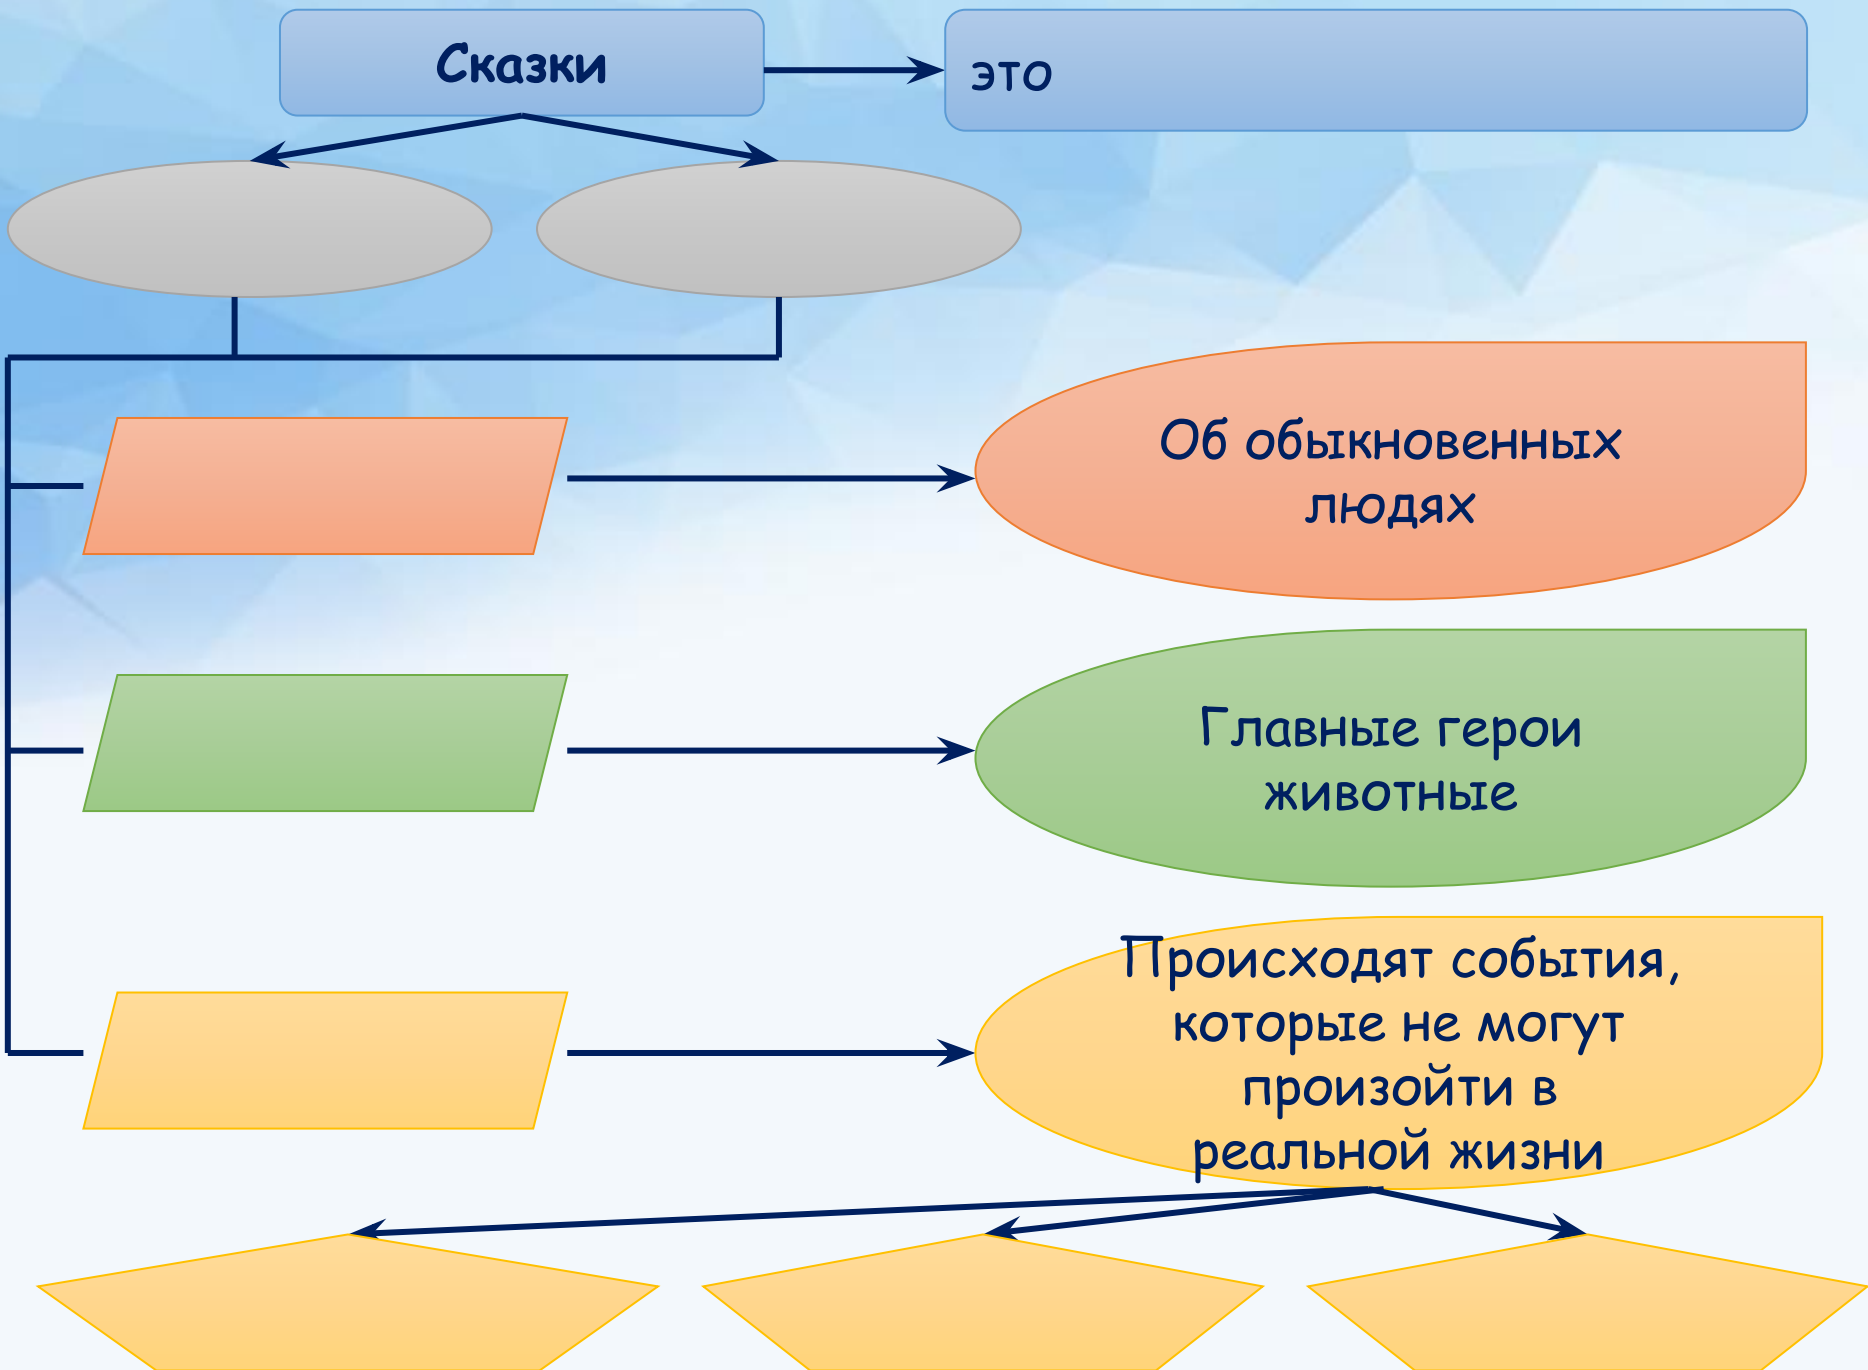 Сказки
это
Об обыкновенных
людях
Главные герои
животные
Происходят события,
которые не могут
произойти в
реальной жизни